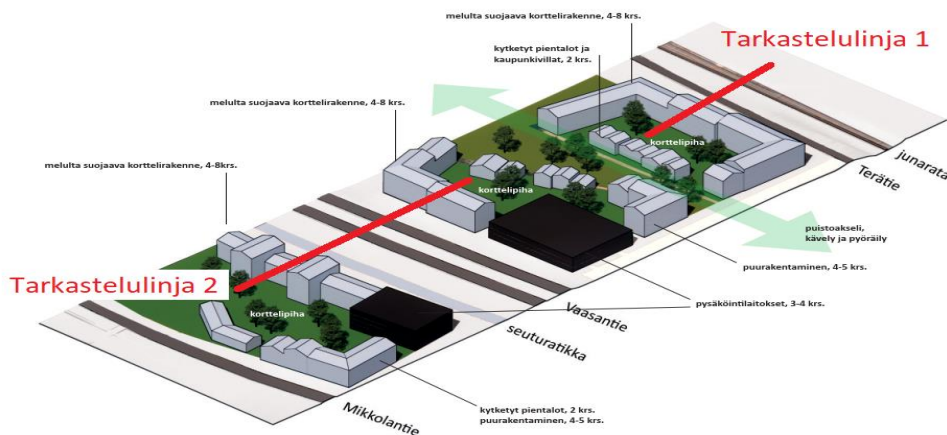 melulta suojaava korttelirakenne, 4-8 krs.
Tarkastelulinja 1
kytketyt pientalot ja
kaupunkivillat, 2 krs.
melulta suojaava korttelirakenne, 4-8 krs.
korttelipiha
melulta suojaava korttelirakenne, 4-8krs.
korttelipiha
junarata
Terätie
puistoakseli,
kävely ja pyöräily
puurakentaminen, 4-5 krs.
Tarkastelulinja 2
pysäköintilaitokset, 3-4 krs.
Vaasantie
korttelipiha
seuturatikka
Mikkolantie
kytketyt pientalot, 2 krs.
puurakentaminen, 4-5 krs.